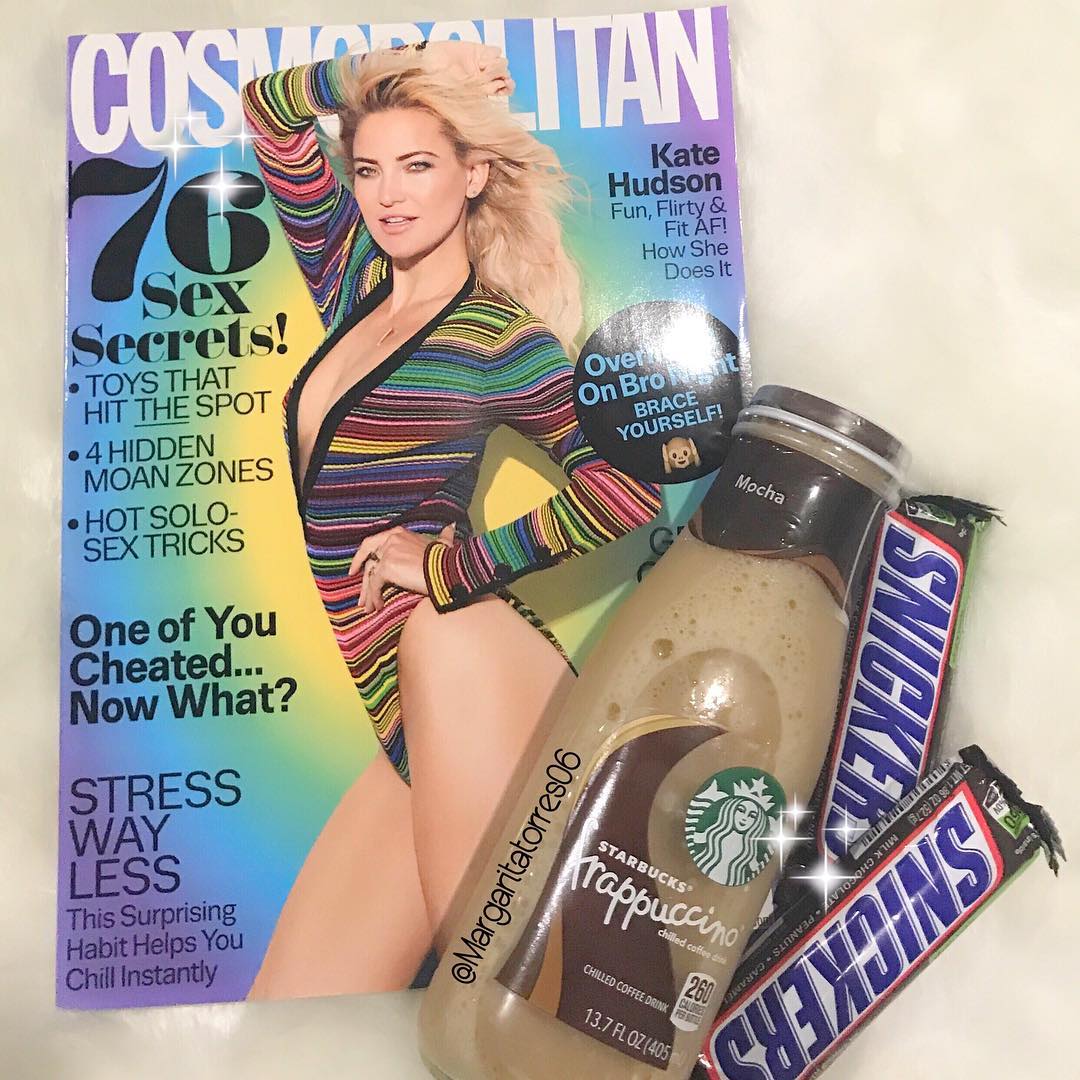 COSMOPOLITAN
76
Sex
Secrets!
• TOYS THAT
HIT THE SPOT
• 4 HIDDEN
MOAN ZONES
• HOT SOLO-
SEX TRICKS
One of You
Cheated...
Now What?
STRESS
WAY
LESS
This Surprising
Habit Helps You
Chill Instantly
Kate
Hudson
Fun, Flirty &
Fit AF!
How She
Does It
On Bro
BRACE
YOURSELF!
Mocha
@Margaritatorres06
STARBUCKS®
frappuccino®
chilled coffee drink
CHILLED COFFEE DRINK
260
CALORIES
13.7 FL OZ (405
SNICKERS
SNICKERS
MILK CHOCOLATE • PEANUTS • CARAMEL